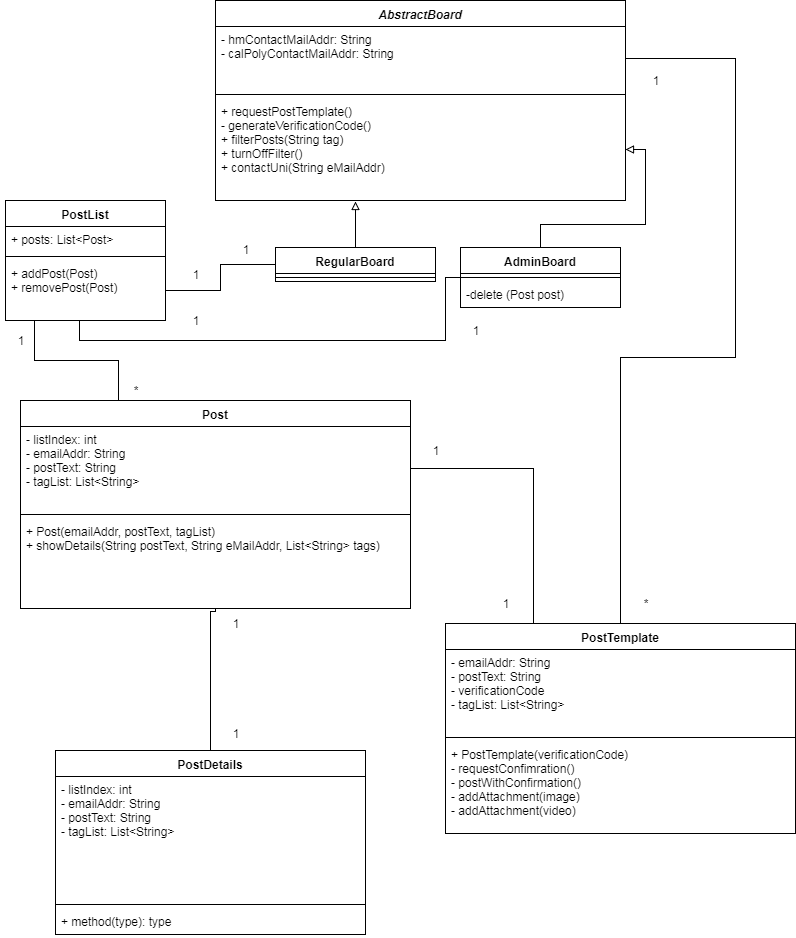 AbstractBoard
- hmContactMailAddr: String
- calPolyContactMailAddr: String
1
+ requestPostTemplate()
- generateVerificationCode()
+ filterPosts(String tag)
+ turnOffFilter()
+ contactUni(String eMailAddr)
PostList
+ posts: List<Post>
+ addPost(Post)
+ removePost(Post)
1
1
RegularBoard
AdminBoard
-delete (Post post)
1
1
1
*
Post
- listIndex: int
- emailAddr: String
- postText: String
- tagList: List<String>
+ Post(emailAddr, postText, tagList)
+ showDetails(String postText, String eMailAddr, List<String> tags)
1
1
*
1
1
PostTemplate
- emailAddr: String
- postText: String
- verificationCode
- tagList: List<String>
+ PostTemplate(verificationCode)
- requestConfimration()
- postWithConfirmation()
- addAttachment(image)
- addAttachment(video)
PostDetails
- listIndex: int
- emailAddr: String
- postText: String
- tagList: List<String>
+ method(type): type